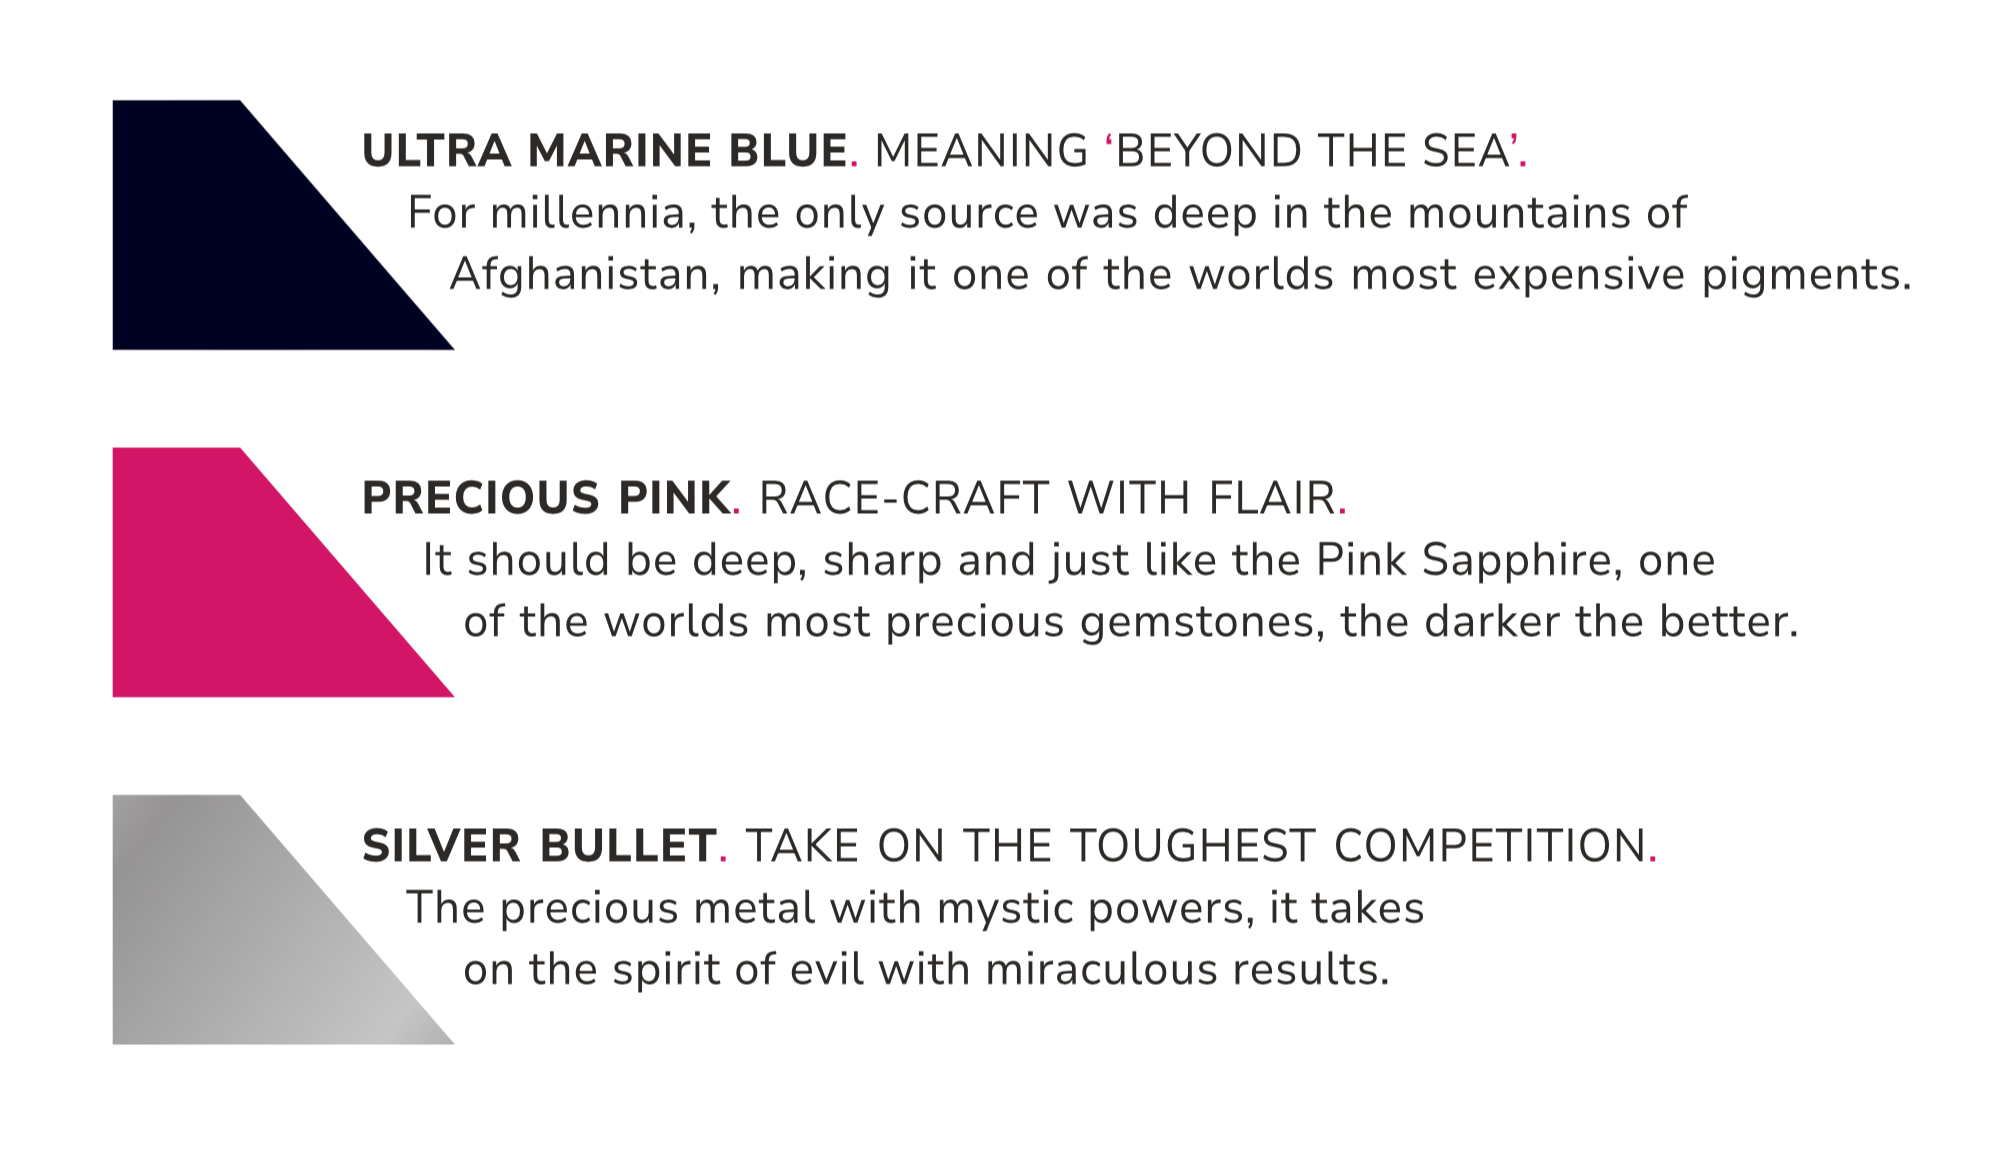 ULTRA MARINE BLUE. MEANING ‘BEYOND THE SEA’.
For millennia, the only source was deep in the mountains of
Afghanistan, making it one of the worlds most expensive pigments.
PRECIOUS PINK. RACE-CRAFT WITH FLAIR.
It should be deep, sharp and just like the Pink Sapphire, one
of the worlds most precious gemstones, the darker the better.
SILVER BULLET. TAKE ON THE TOUGHEST COMPETITION.
The precious metal with mystic powers, it takes
on the spirit of evil with miraculous results.